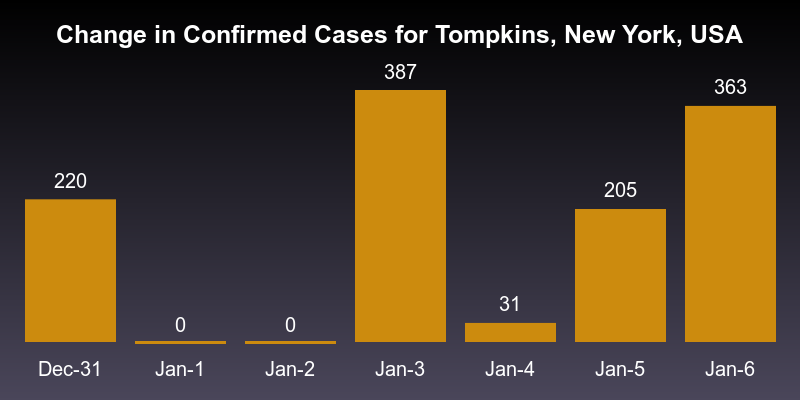 Change in Confirmed Cases for Tompkins, New York, USA
220
0
0
387
31
205
363
Dec-31
Jan-1
Jan-2
Jan-3
Jan-4
Jan-5
Jan-6